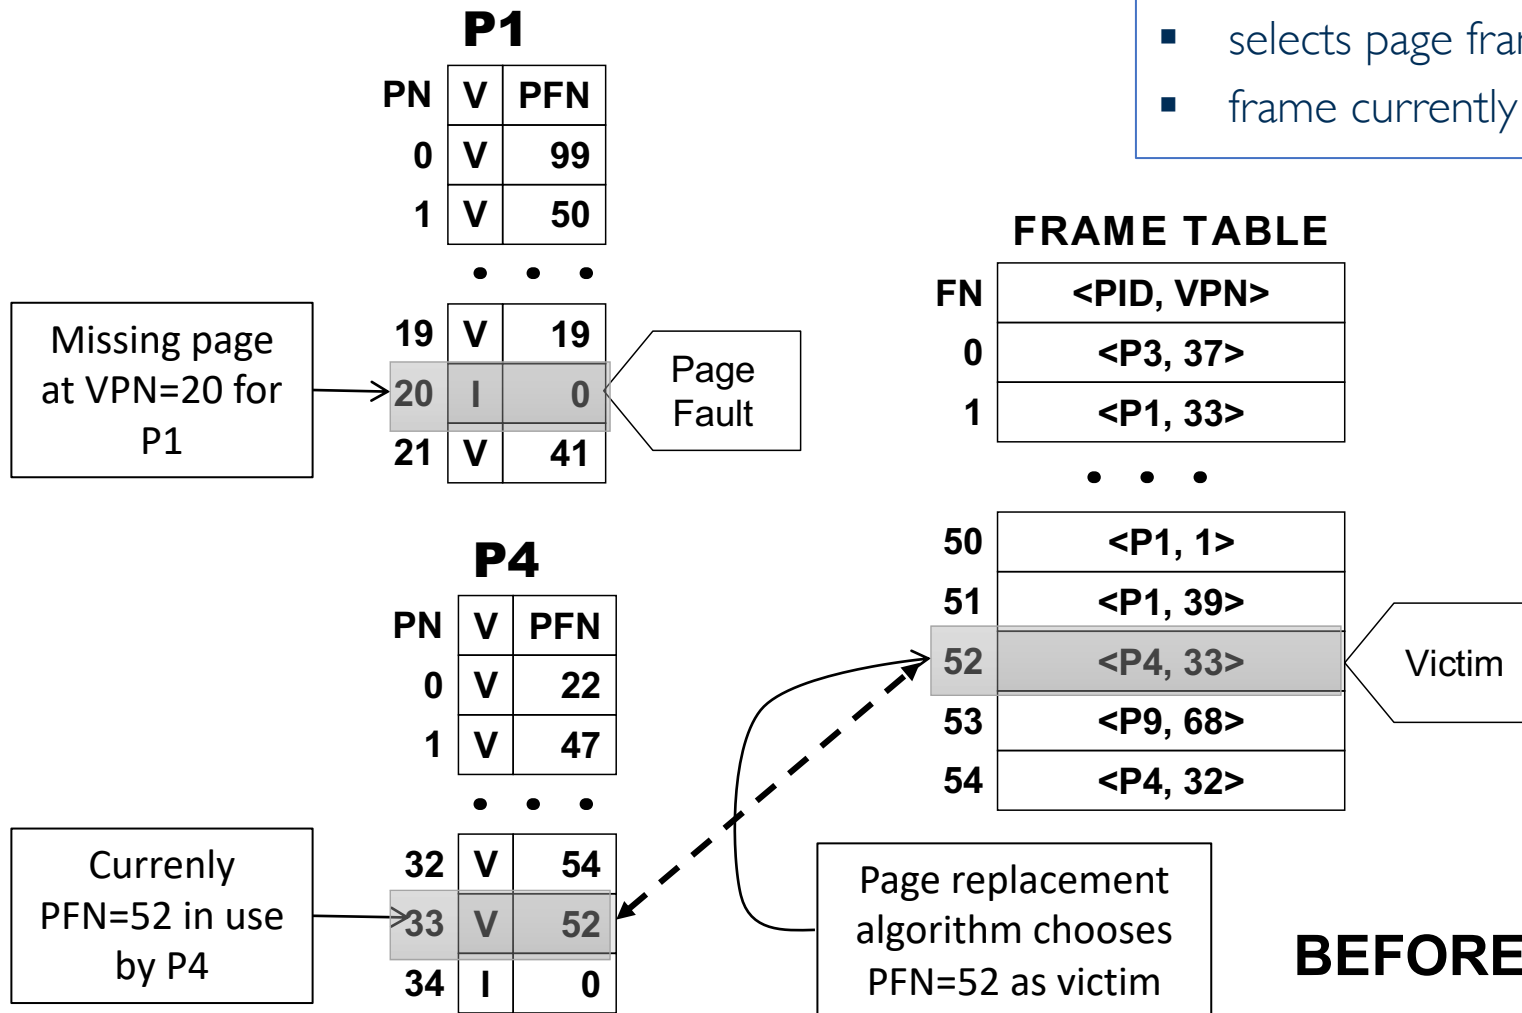 ▪ selects page fram
▪ frame currently
P1
PN V PFN
0 V 99
1 V 50
• • •
19 V 19
20 I 0
21 V 41
Missing page
at VPN=20 for
P1
Page
Fault
P4
PN V PFN
0 V 22
1 V 47
• • •
32 V 54
33 V 52
34 I 0
Currenly
PFN=52 in use
by P4
FRAME TABLE
FN <PID, VPN>
0 <P3, 37>
1 <P1, 33>
• • •
50 <P1, 1>
51 <P1, 39>
52 <P4, 33>
53 <P9, 68>
54 <P4, 32>
Victim
Page replacement
algorithm chooses
PFN=52 as victim
BEFORE